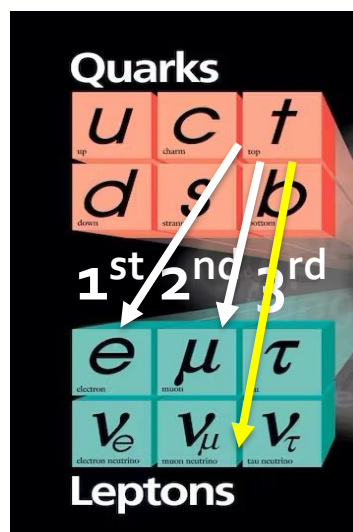 Quarks
u c t
up charm top
d s b
down bottom
1st 2nd 3rd
e μ τ
electron muon
νe νμ ντ
electron neutrino muon neutrino tau neutrino
Leptons